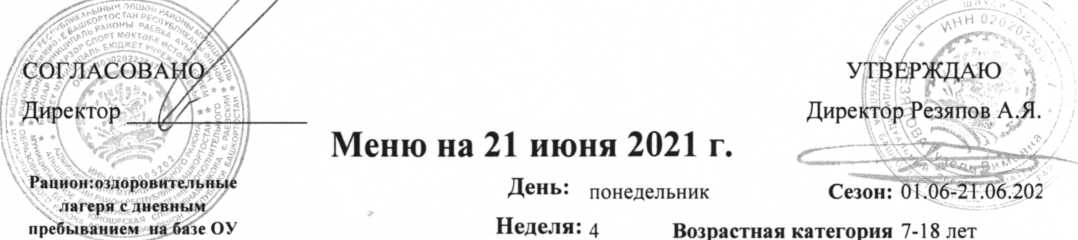 СОГЛАСОВАНО
УТВЕРЖДАЮ
Директор
Директор Резяпов А.Я.
Меню на 21 июня 2021 г.
Рацион:оздоровительные
лагеря с дневным
пребыванием на базе ОУ
День: понедельник
Сезон: 01.06-21.06.202
Неделя: 4
Возрастная категория 7-18 лет